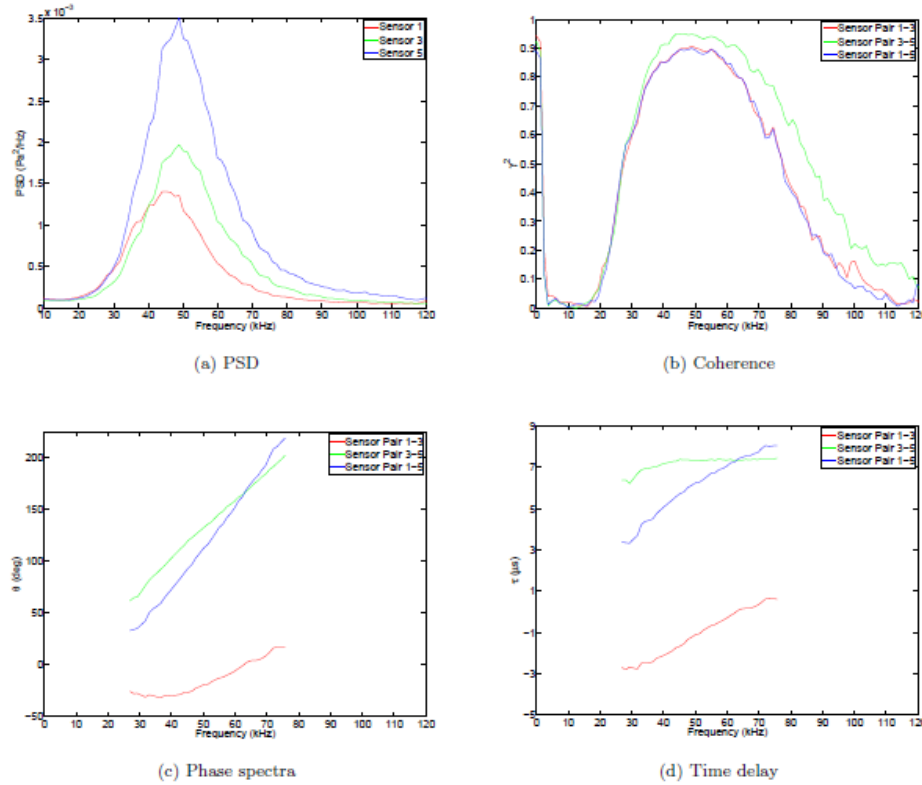 3.5 x 10⁻³
Sensor 1
Sensor 3
Sensor 5
3
2.5
2
1.5
1
0.5
0
PSD (Pa²/Hz)
10 20 30 40 50 60 70 80 90 100 110 120
Frequency (kHz)
(a) PSD
1
Sensor Pair 1-3
Sensor Pair 3-5
Sensor Pair 1-5
0.9
0.8
0.7
0.6
0.5
0.4
0.3
0.2
0.1
0
γ²
0 10 20 30 40 50 60 70 80 90 100 110 120
Frequency (kHz)
(b) Coherence
Sensor Pair 1-3
Sensor Pair 3-5
Sensor Pair 1-5
200
150
100
50
0
-50
θ (deg)
0 10 20 30 40 50 60 70 80 90 100 110 120
Frequency (kHz)
(c) Phase spectra
9
Sensor Pair 1-3
Sensor Pair 3-5
Sensor Pair 1-5
7
5
3
1
-1
-3
-5
τ (μs)
0 10 20 30 40 50 60 70 80 90 100 110 120
Frequency (kHz)
(d) Time delay